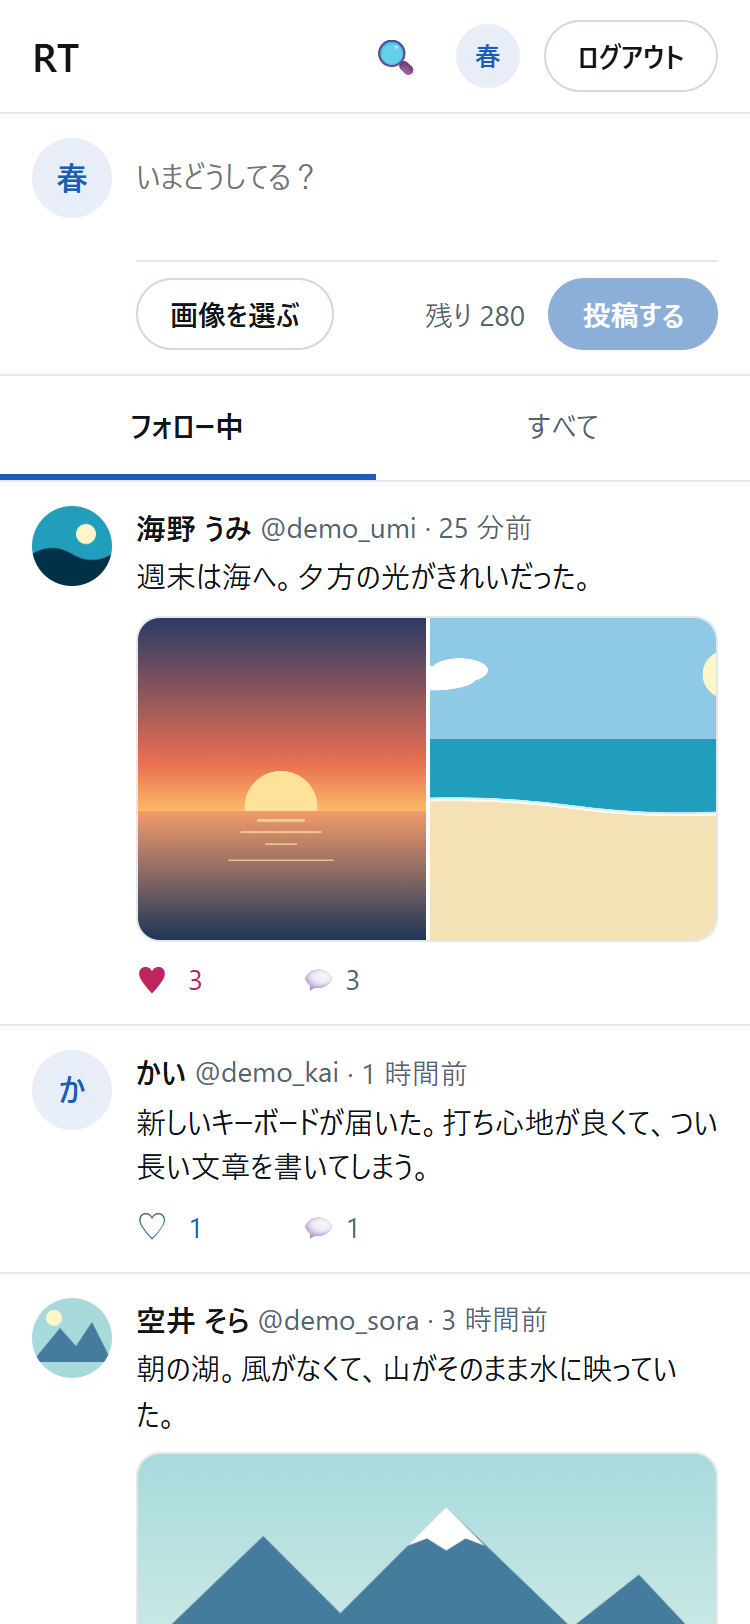 RT
春
ログアウト
春
いまどうしてる？
画像を選ぶ
残り 280
投稿する
フォロー中
すべて
海野 うみ @demo_umi · 25 分前
週末は海へ。夕方の光がきれいだった。
3
3
か
かい @demo_kai · 1 時間前
新しいキーボードが届いた。打ち心地が良くて、つい
長い文章を書いてしまう。
1
1
空井 そら @demo_sora · 3 時間前
朝の湖。風がなくて、山がそのまま水に映ってい
た。